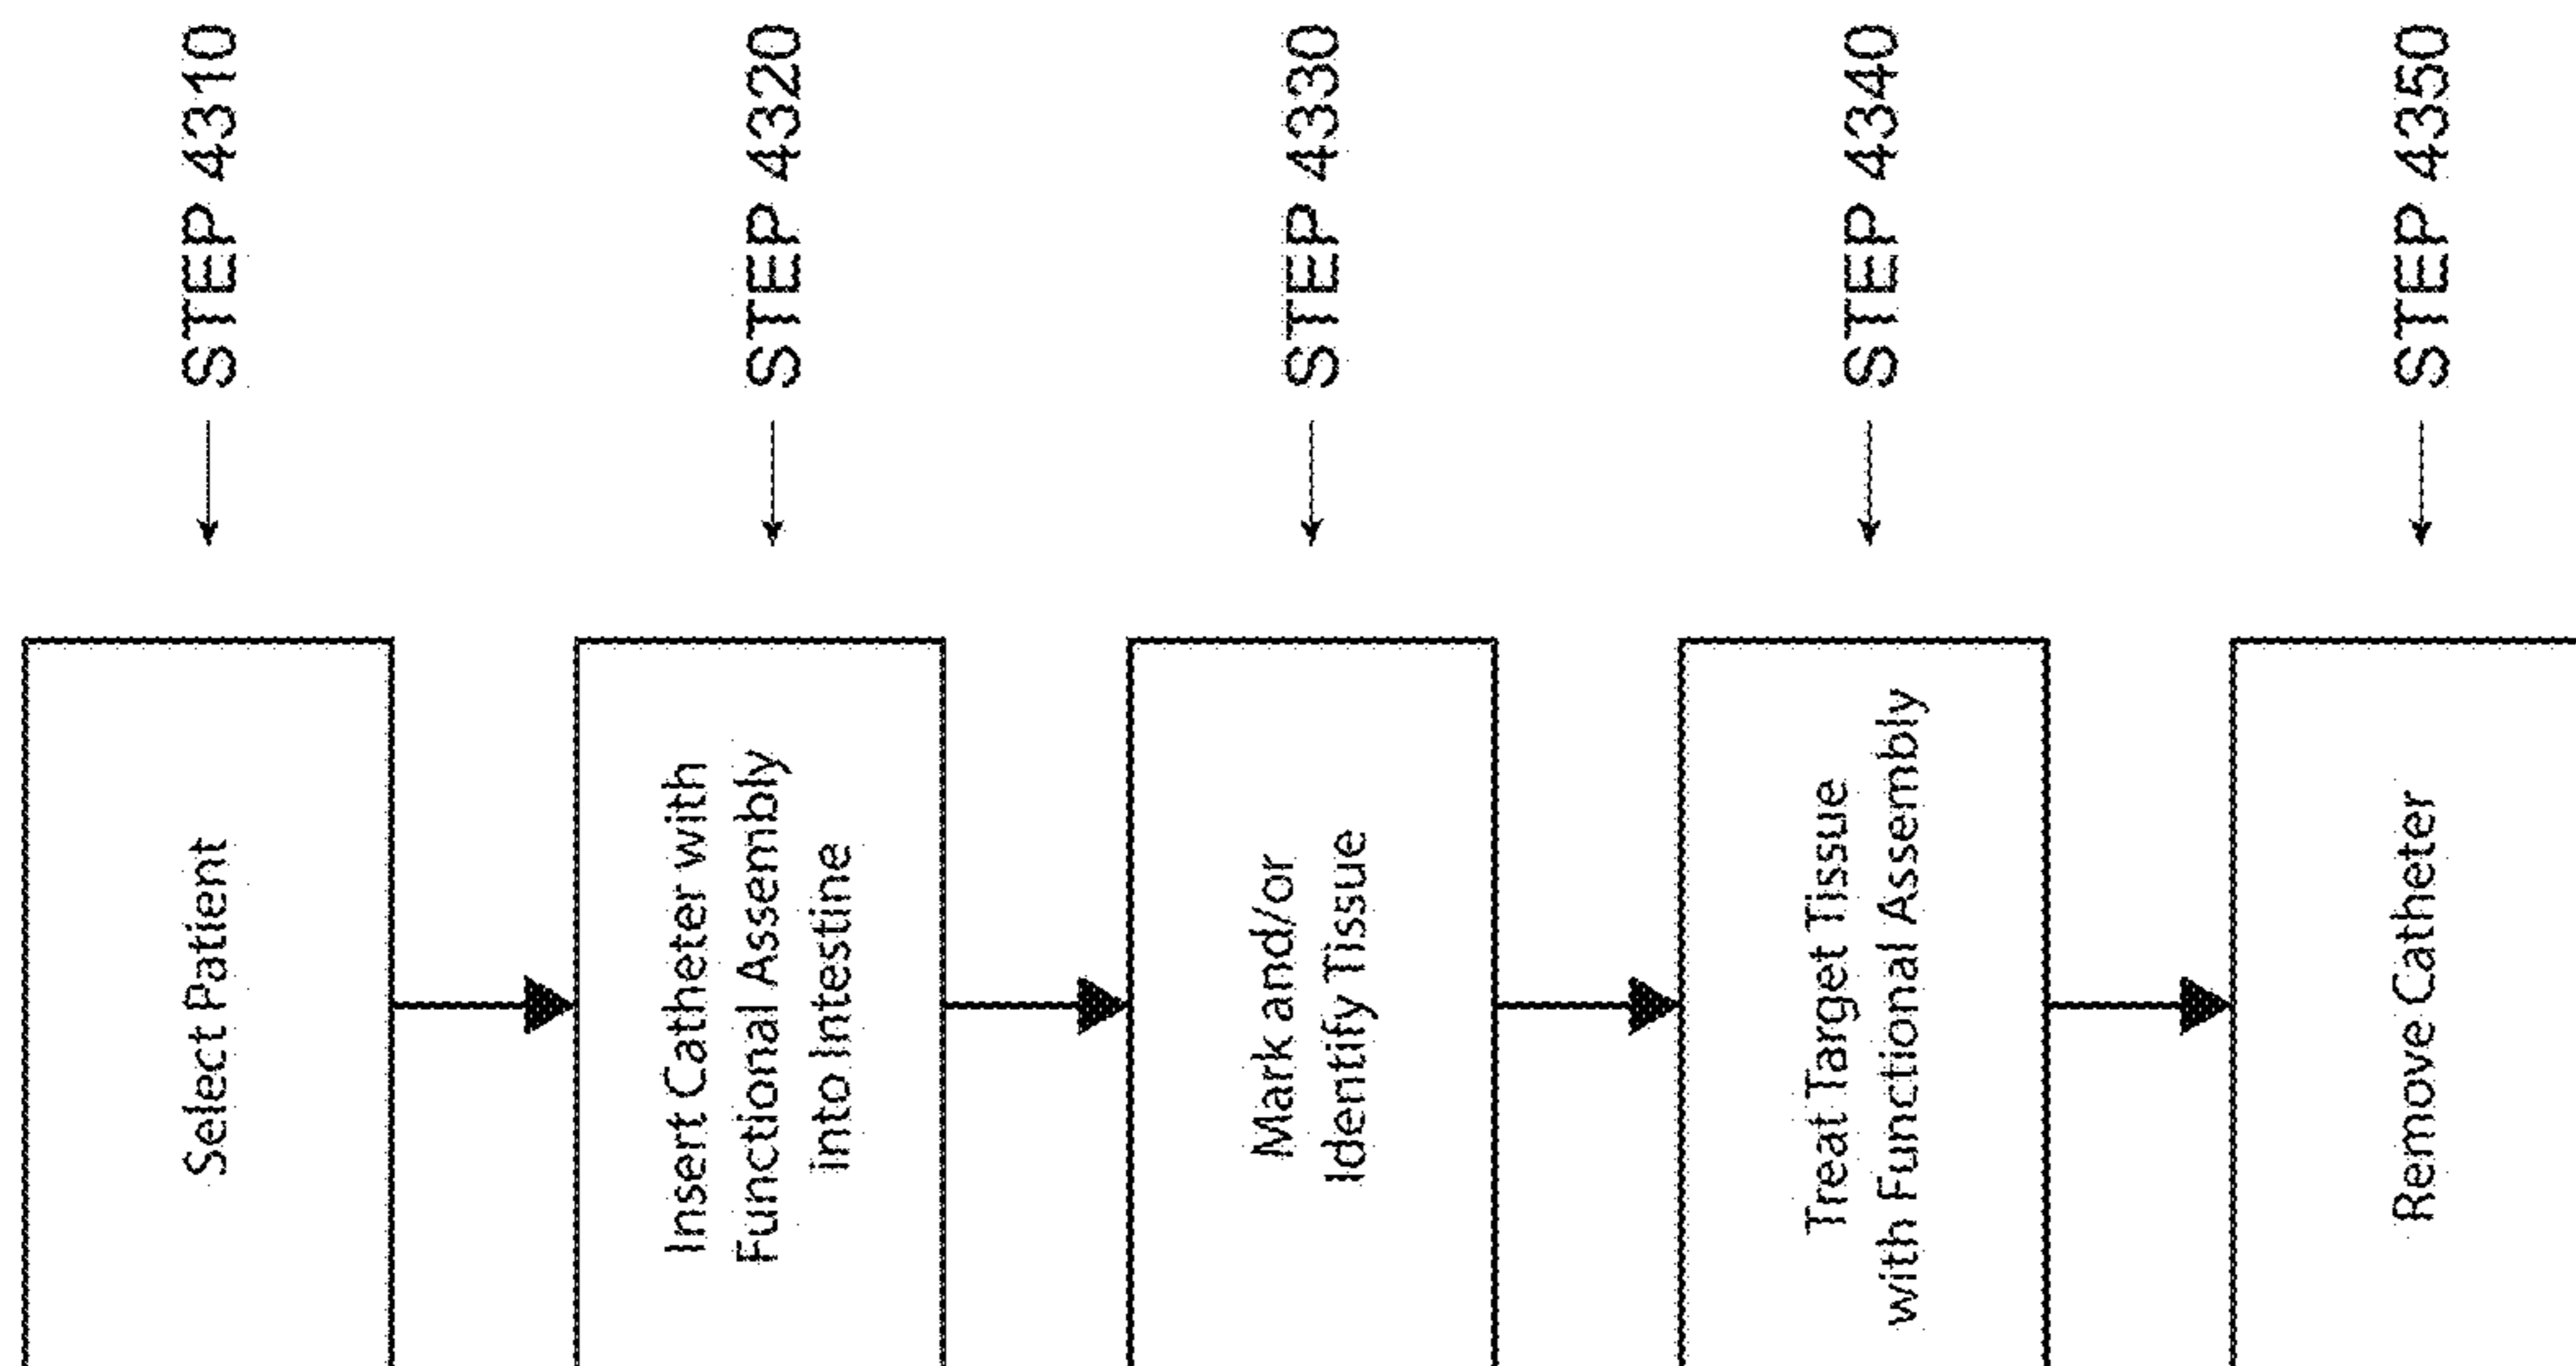 Select Patient
STEP 4310
Insert Catheter with
Functional Assembly
into Intestine
STEP 4320
Mark and/or
Identify Tissue
STEP 4330
Treat Target Tissue
with Functional Assembly
STEP 4340
Remove Catheter
STEP 4350